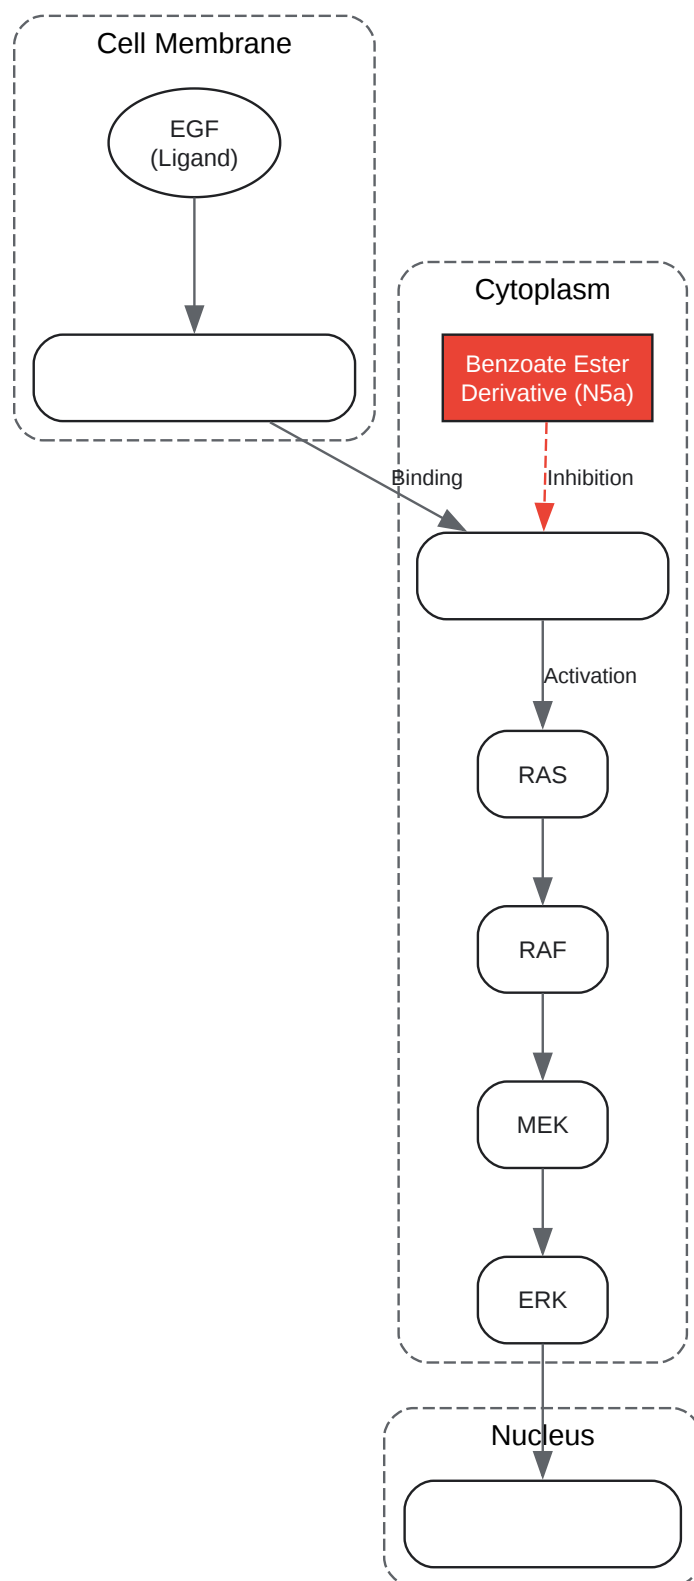 Cell Membrane
EGF
(Ligand)
Cytoplasm
Benzoate Ester
Derivative (N5a)
Binding
Inhibition
Activation
RAS
RAF
MEK
ERK
Nucleus